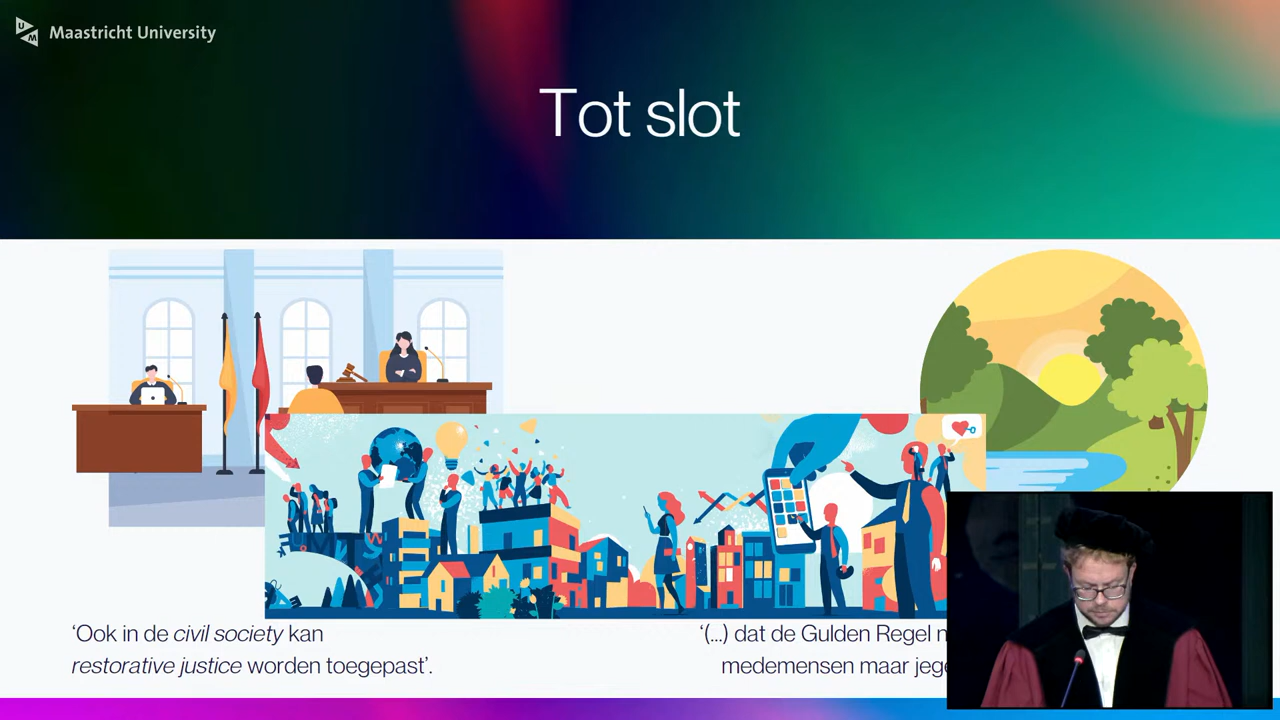 Maastricht University
Tot slot
‘Ook in de civil society kan
restorative justice worden toegepast’.
‘(...) dat de Gulden Regel
medemensen maar